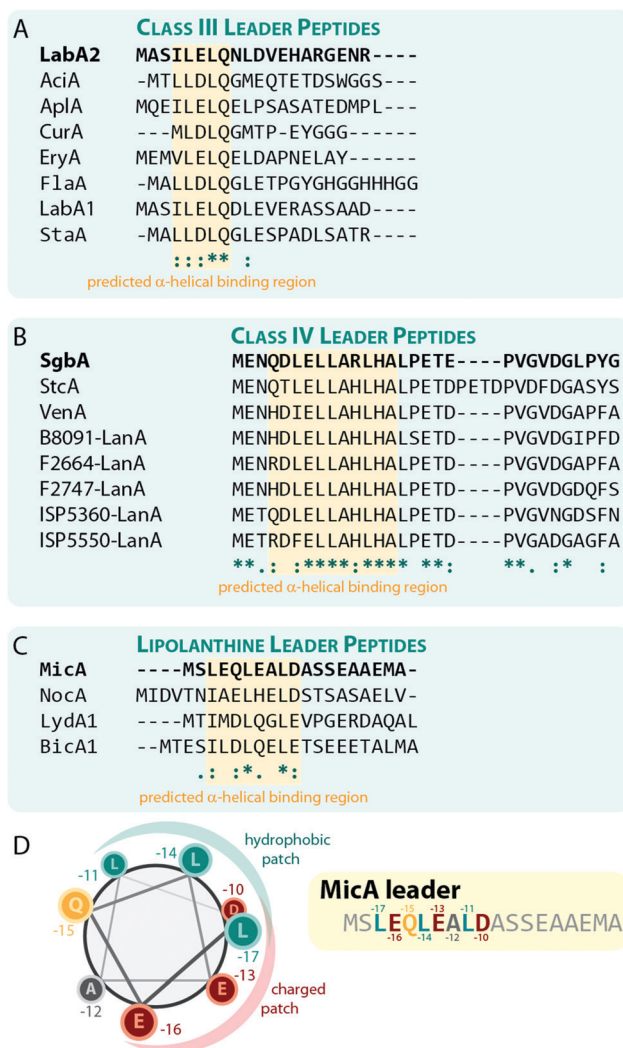 A
CLASS III LEADER PEPTIDES
LabA2 MASILELQNLDVEHARGENR----
AciA -MTLLDLQGMEQTETDSWGGS---
AplA MQEILELQELPSASATEDMPL---
CurA ---MLDLQGMTP-EYGGG------
EryA MEMVLELQELDAPNELAY------
FlaA -MALLDLQGLETPGYGHGGHHHGG
LabA1 MASILELQDLEVERASSAAD----
StaA -MALLDLQGLESPADLSATR----
:::** :
predicted α-helical binding region
B
CLASS IV LEADER PEPTIDES
SgbA MENQDLELLARLHALPETE----PVGVDGLPYG
StcA MENQTLELLAHLHALPETDPETDPVDFDGASYS
VenA MENHDIELLAHLHALPETD----PVGVDGAPFA
B8091-LanA MENHDLELLAHLHALSETD----PVGVDGIPFD
F2664-LanA MENRDLELLAHLHALPETD----PVGVDGAPFA
F2747-LanA MENHDLELLAHLHALPETD----PVGVDGDQFS
ISP5360-LanA METQDLELLAHLHALPETD----PVGVNGDSFN
ISP5550-LanA METRDFELLAHLHALPETD----PVGADGAGFA
**.: :****:**** **: **. :* :
predicted α-helical binding region
C
LIPOLANTHINE LEADER PEPTIDES
MicA ----MSLEQLEALDASSEAAEMA-
NocA MIDVTNIAELHELDSTSASAELV-
LydA1 ----MTIMDLQGLEVPGERDAQAL
BicA1 --MTESILDLQELETSEEETALMA
.: :*. *:
predicted α-helical binding region
D
hydrophobic
patch
-14 L
L
-11
-10
D
Q
-15
L
-17
-13
E
A
-12
E -16
charged
patch
MicA leader
-17 -15 -13 -11
MSLEQLEALDASSEAAEMA
-16 -14 -12 -10